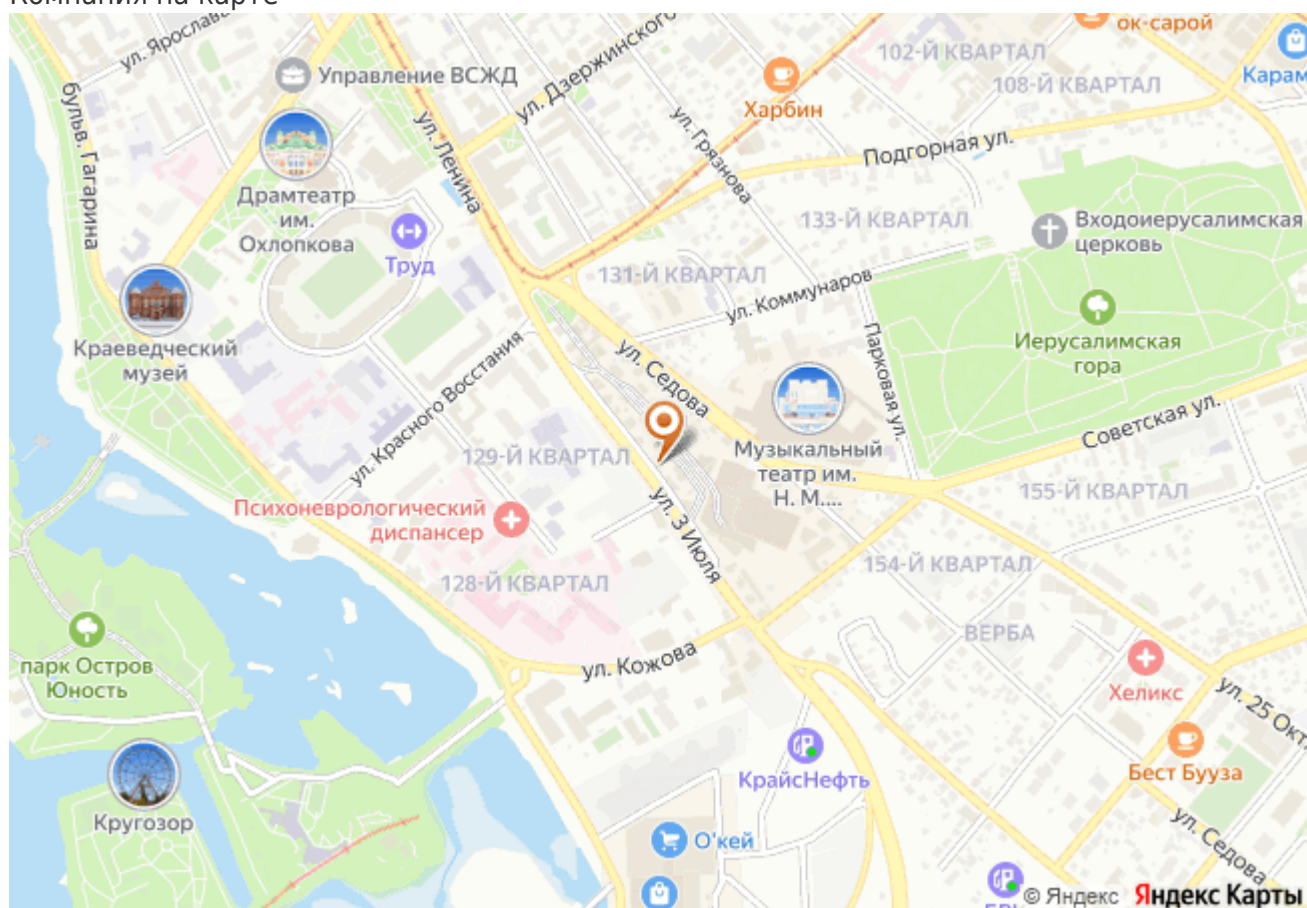 Компания на карте
ок-сарой
ул. Ярослава
102-Й КВАРТАЛ
Управление ВСЖД
ул. Дзержинского
108-Й КВАРТАЛ
Харбин
бульв. Гагарина
ул. Ленина
ул. Грязнова
Подгорная ул.
Драмтеатр
им.
Охлопкова
Труд
133-Й КВАРТАЛ
Входоиерусалимская
церковь
131-Й КВАРТАЛ
ул. Коммунаров
Краеведческий
музей
Иерусалимская
гора
ул. Красного Восстания
ул. Седова
Парковая ул.
Советская ул.
129-Й КВАРТАЛ
Музыкальный
театр им.
Н. М....
155-Й КВАРТАЛ
Психоневрологический
диспансер
ул. 3 Июля
154-Й КВАРТАЛ
128-Й КВАРТАЛ
ВЕРБА
парк Остров
Юность
ул. Кожова
Хеликс
ул. 25 Окт
КрайсНефть
Бест Бууза
Кругозор
О'кей
ул. Седова
© Яндекс Яндекс Карты